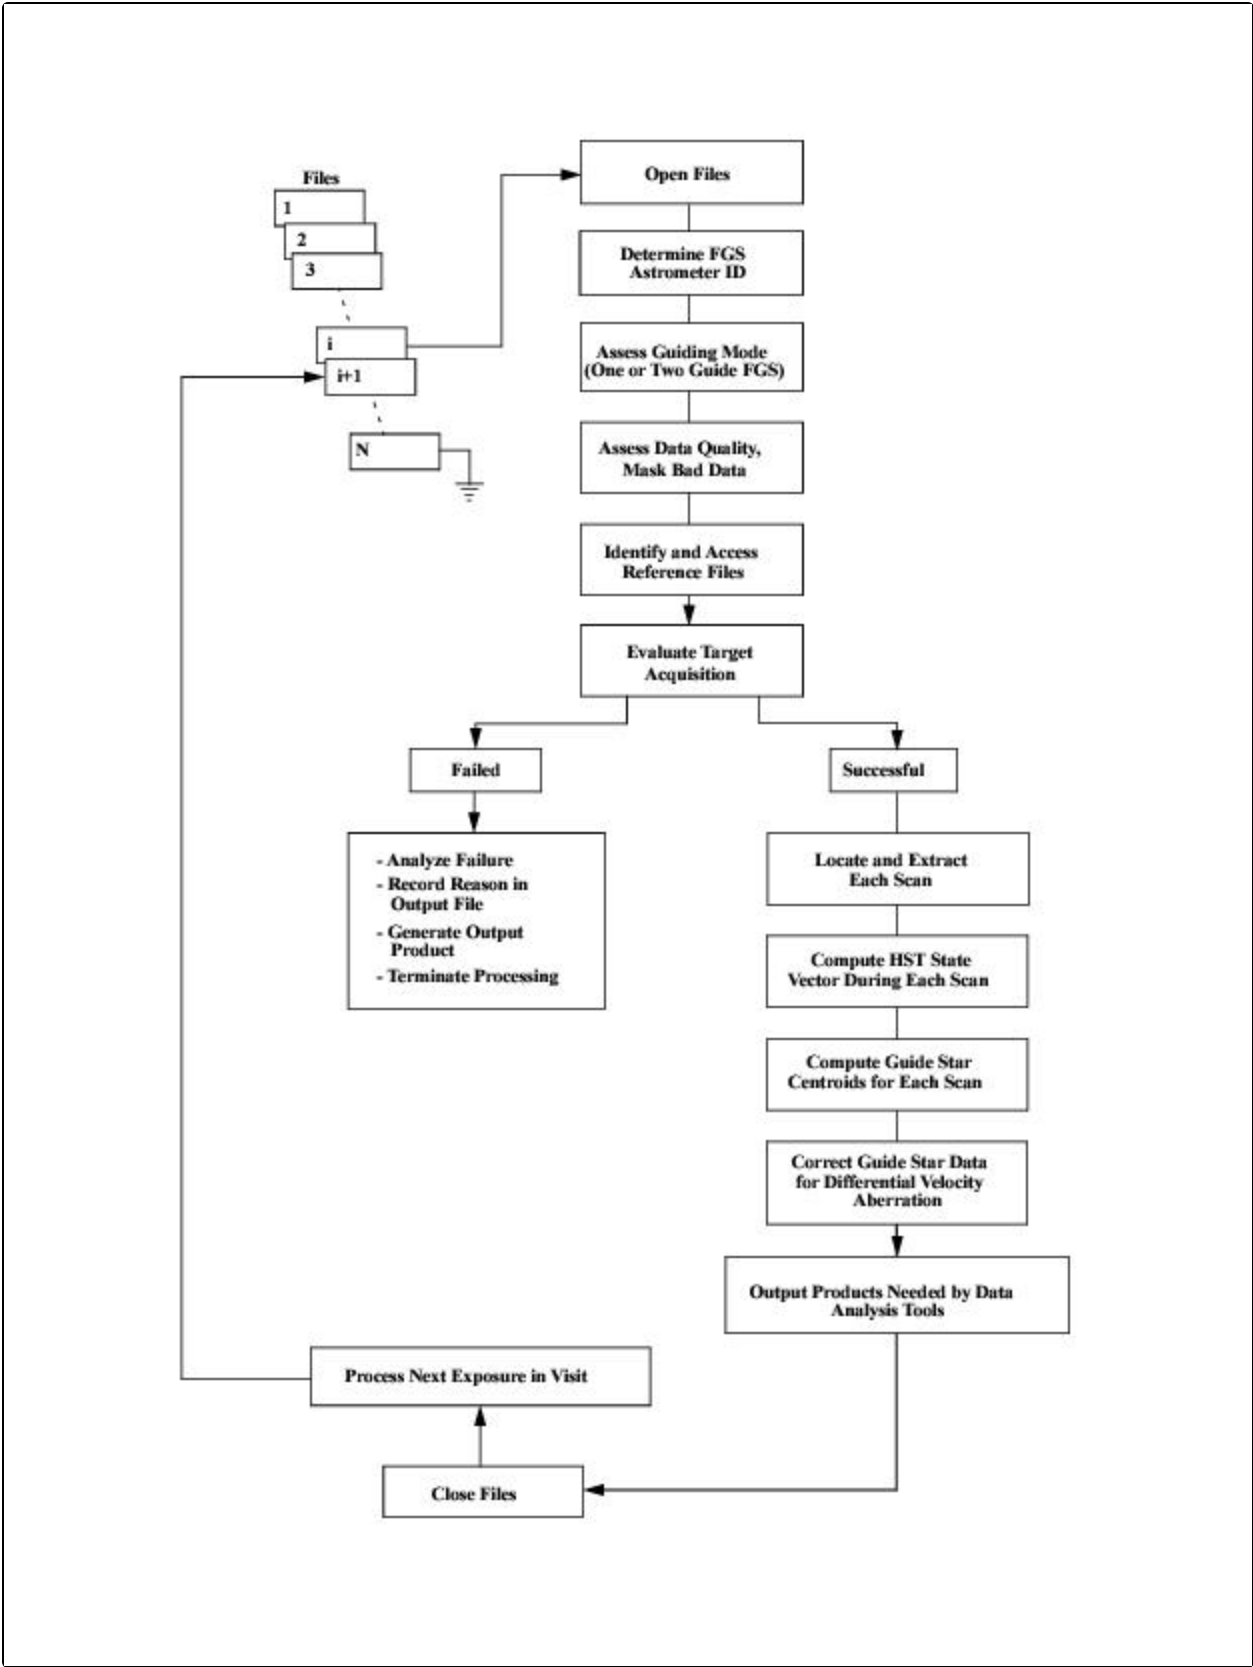 Files
1
2
3
i
i+1
N
Open Files
Determine FGS
Astrometer ID
Assess Guiding Mode
(One or Two Guide FGS)
Assess Data Quality,
Mask Bad Data
Identify and Access
Reference Files
Evaluate Target
Acquisition
Failed
- Analyze Failure
- Record Reason in
Output File
- Generate Output
Product
- Terminate Processing
Successful
Locate and Extract
Each Scan
Compute HST State
Vector During Each Scan
Compute Guide Star
Centroids for Each Scan
Correct Guide Star Data
for Differential Velocity
Aberration
Output Products Needed by Data
Analysis Tools
Close Files
Process Next Exposure in Visit